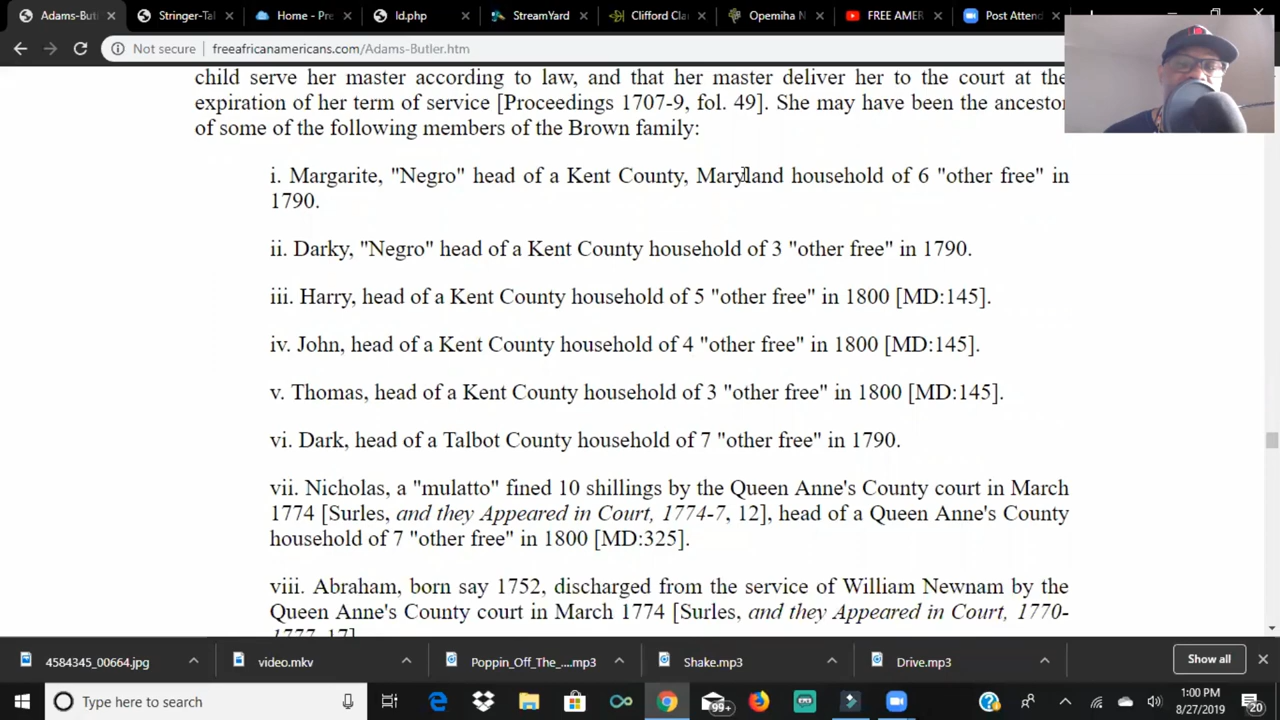 Adams-Butl
Stringer-Tal
Home - Pre
ld.php
StreamYard
Clifford Cla
Opemiha N
FREE AMER
Post Attend
Not secure freeafricanamericans.com/Adams-Butler.htm
child serve her master according to law, and that her master deliver her to the court at the
expiration of her term of service [Proceedings 1707-9, fol. 49]. She may have been the ancestor
of some of the following members of the Brown family:
i. Margarite, "Negro" head of a Kent County, Maryland household of 6 "other free" in
1790.
ii. Darky, "Negro" head of a Kent County household of 3 "other free" in 1790.
iii. Harry, head of a Kent County household of 5 "other free" in 1800 [MD:145].
iv. John, head of a Kent County household of 4 "other free" in 1800 [MD:145].
v. Thomas, head of a Kent County household of 3 "other free" in 1800 [MD:145].
vi. Dark, head of a Talbot County household of 7 "other free" in 1790.
vii. Nicholas, a "mulatto" fined 10 shillings by the Queen Anne's County court in March
1774 [Surles, and they Appeared in Court, 1774-7, 12], head of a Queen Anne's County
household of 7 "other free" in 1800 [MD:325].
viii. Abraham, born say 1752, discharged from the service of William Newnam by the
Queen Anne's County court in March 1774 [Surles, and they Appeared in Court, 1770-
1777, 17]
4584345_00664.jpg
video.mkv
Poppin_Off_The_....mp3
Shake.mp3
Drive.mp3
Show all
Type here to search
99+
1:00 PM
8/27/2019
20